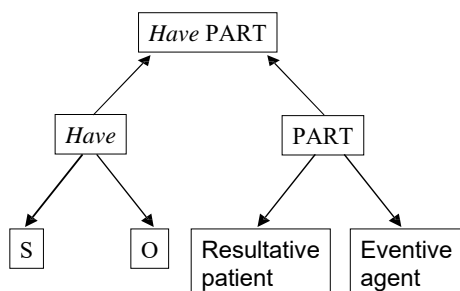 Have PART
Have
PART
S
O
Resultative
patient
Eventive
agent